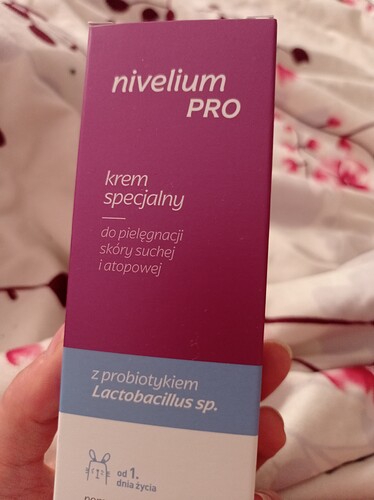 nivelium
PRO
krem
specjalny
do pielęgnacji
skóry suchej
i atopowej
z probiotykiem
Lactobacillus sp.
od 1.
dnia życia